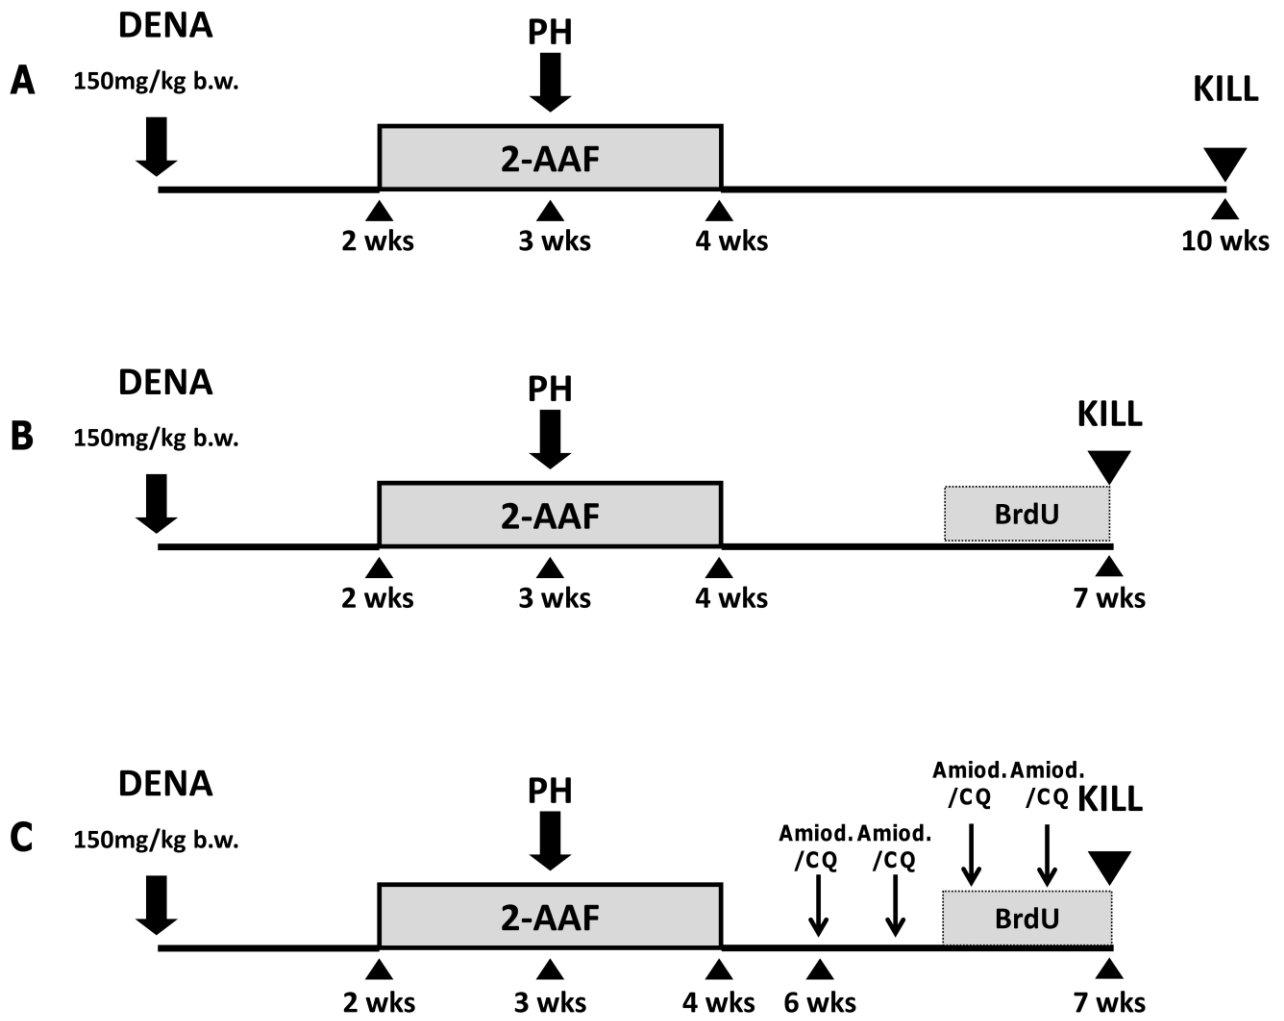 DENA
PH
A
150mg/kg b.w.
KILL
2-AAF
2 wks
3 wks
4 wks
10 wks
DENA
PH
B
150mg/kg b.w.
KILL
2-AAF
BrdU
2 wks
3 wks
4 wks
7 wks
DENA
PH
C
150mg/kg b.w.
Amiod.
/CQ
Amiod.
/CQ
Amiod.
/CQ
Amiod.
/CQ
KILL
2-AAF
BrdU
2 wks
3 wks
4 wks
6 wks
7 wks